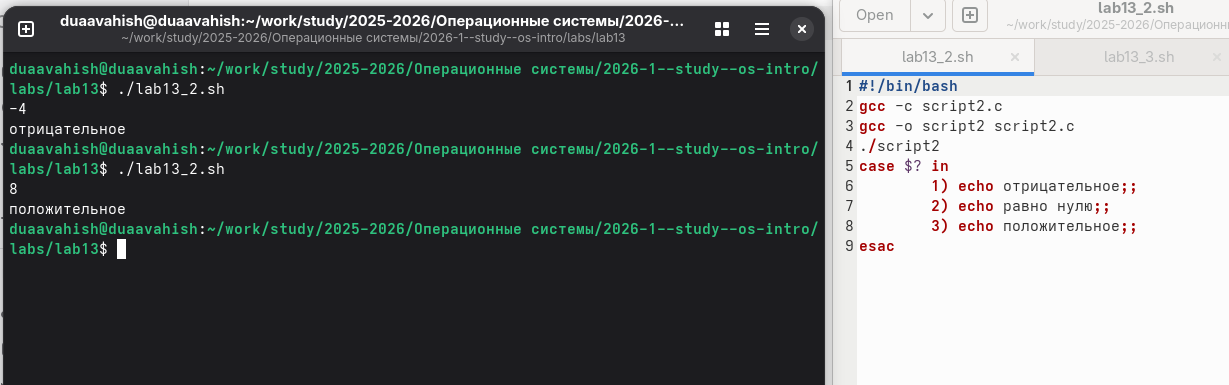 duaavahish@duaavahish:~/work/study/2025-2026/Операционные системы/2026-...
~/work/study/2025-2026/Операционные системы/2026-1--study--os-intro/labs/lab13
duaavahish@duaavahish:~/work/study/2025-2026/Операционные системы/2026-1--study--os-intro/
labs/lab13$ ./lab13_2.sh
-4
отрицательное
duaavahish@duaavahish:~/work/study/2025-2026/Операционные системы/2026-1--study--os-intro/
labs/lab13$ ./lab13_2.sh
8
положительное
duaavahish@duaavahish:~/work/study/2025-2026/Операционные системы/2026-1--study--os-intro/
labs/lab13$
Open
lab13_2.sh
~/work/study/2025-2026/Операционные системы/2026-1--study--os-intr
lab13_2.sh
lab13_3.sh
1 #!/bin/bash
2 gcc -c script2.c
3 gcc -o script2 script2.c
4 ./script2
5 case $? in
6 1) echo отрицательное;;
7 2) echo равно нулю;;
8 3) echo положительное;;
9 esac